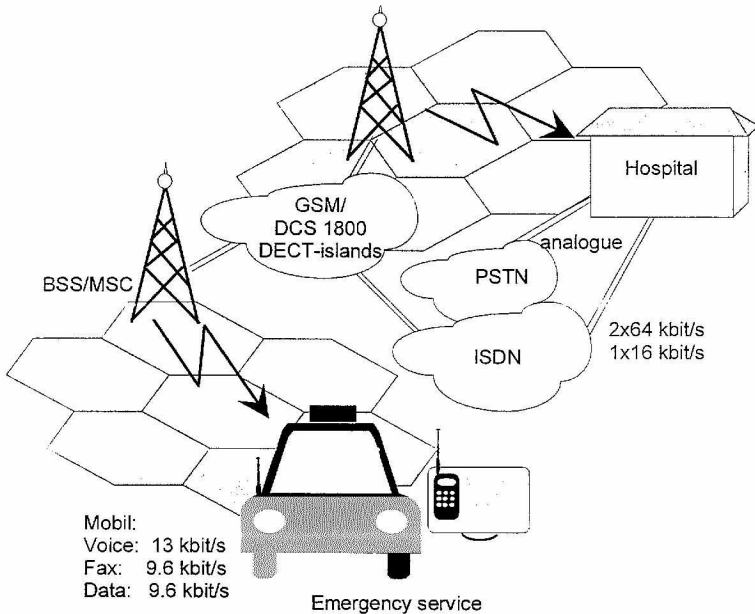 Hospital
GSM/
DCS 1800
DECT-islands
analogue
BSS/MSC
PSTN
ISDN
2x64 kbit/s
1x16 kbit/s
Mobil:
Voice: 13 kbit/s
Fax: 9.6 kbit/s
Data: 9.6 kbit/s
Emergency service